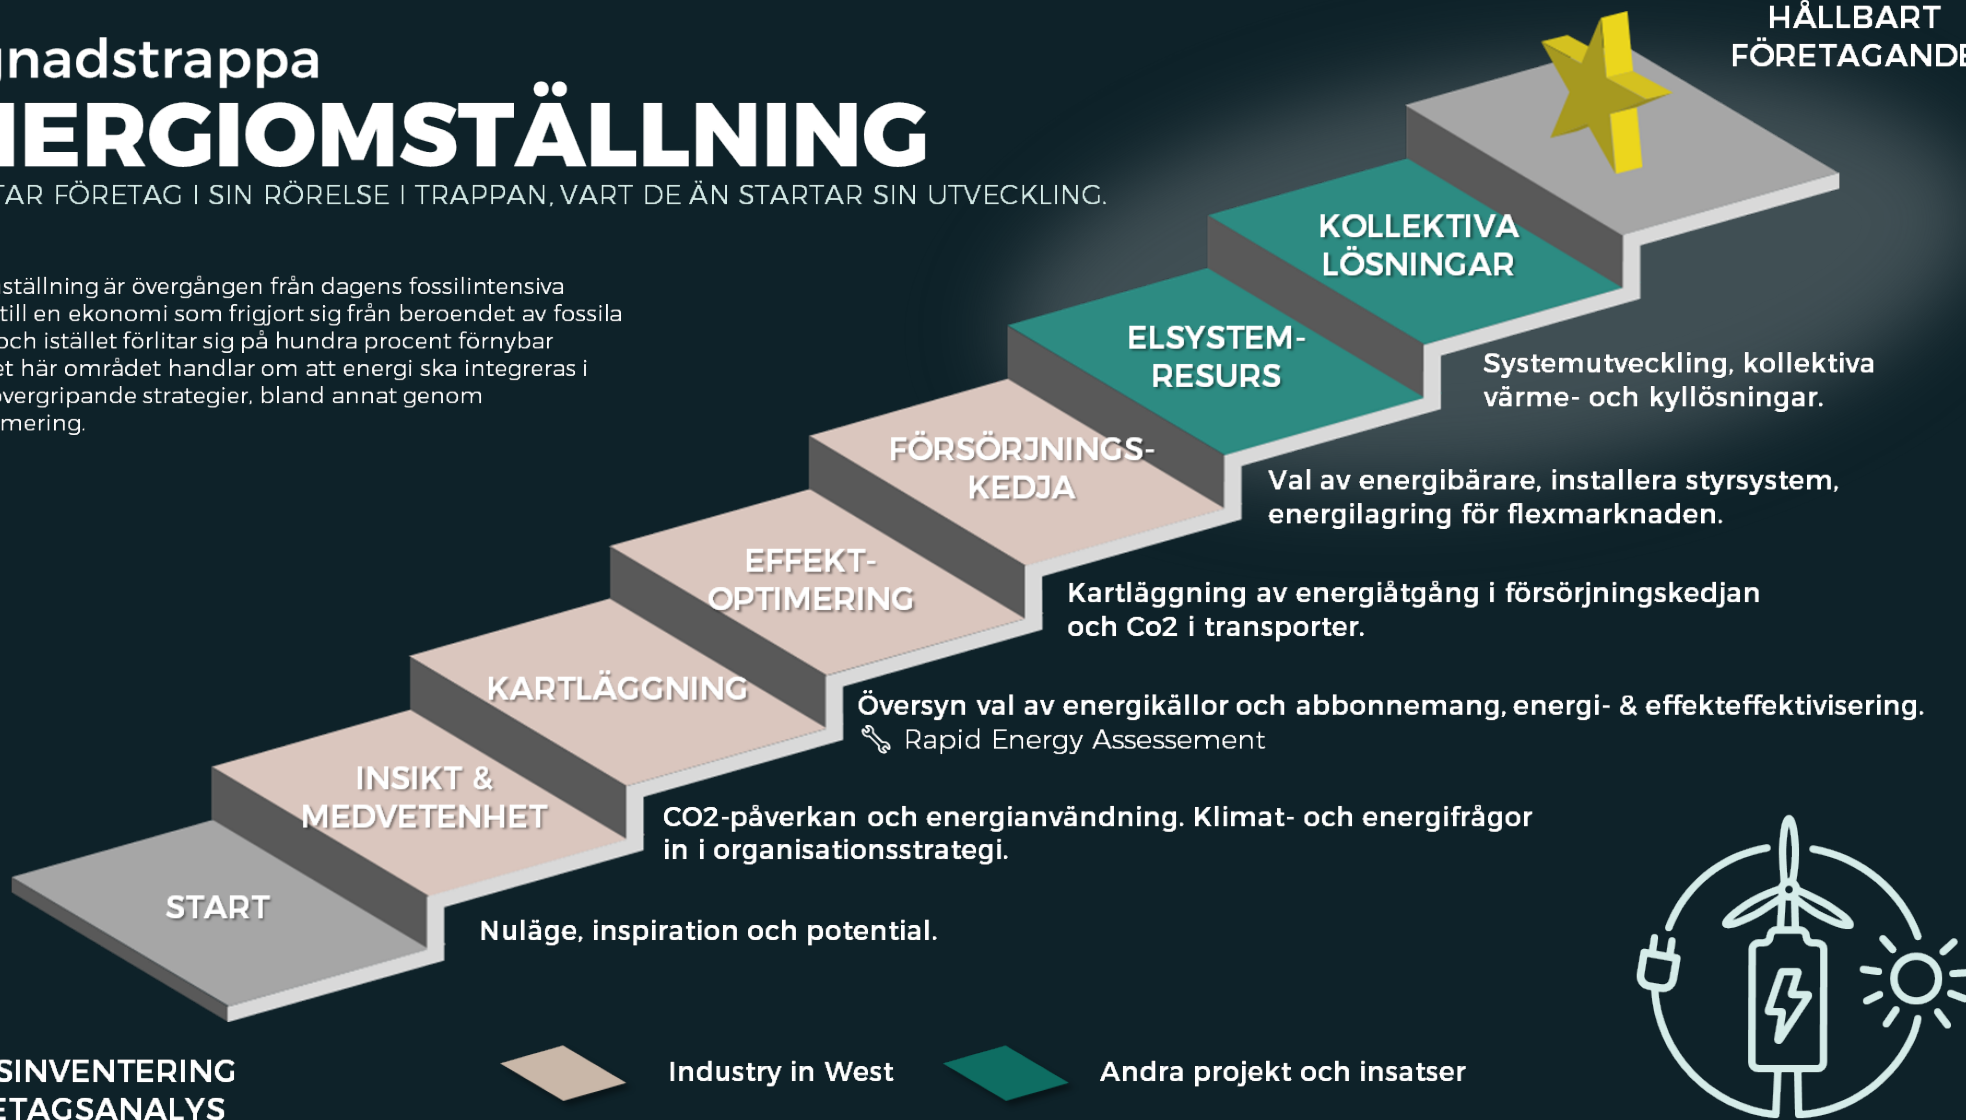 HÅLLBART
FÖRETAGANDE
gnadstrappa
NERGIOMSTÄLLNING
TAR FÖRETAG I SIN RÖRELSE I TRAPPAN, VART DE ÄN STARTAR SIN UTVECKLING.
ställning är övergången från dagens fossilintensiva
till en ekonomi som frigjort sig från beroendet av fossila
och istället förlitar sig på hundra procent förnybar
et här området handlar om att energi ska integreras i
övergripande strategier, bland annat genom
mering.
KOLLEKTIVA
LÖSNINGAR
Systemutveckling, kollektiva
värme- och kyllösningar.
ELSYSTEM-
RESURS
Val av energibärare, installera styrsystem,
energilagring för flexmarknaden.
FÖRSÖRJNINGS-
KEDJA
Kartläggning av energiåtgång i försörjningskedjan
och Co2 i transporter.
EFFEKT-
OPTIMERING
Översyn val av energikällor och abbonnemang, energi- & effekteffektivisering.
Rapid Energy Assessement
KARTLÄGGNING
CO2-påverkan och energianvändning. Klimat- och energifrågor
in i organisationsstrategi.
INSIKT &
MEDVETENHET
Nuläge, inspiration och potential.
START
SINVENTERING
ETAGSANALYS
Industry in West
Andra projekt och insatser